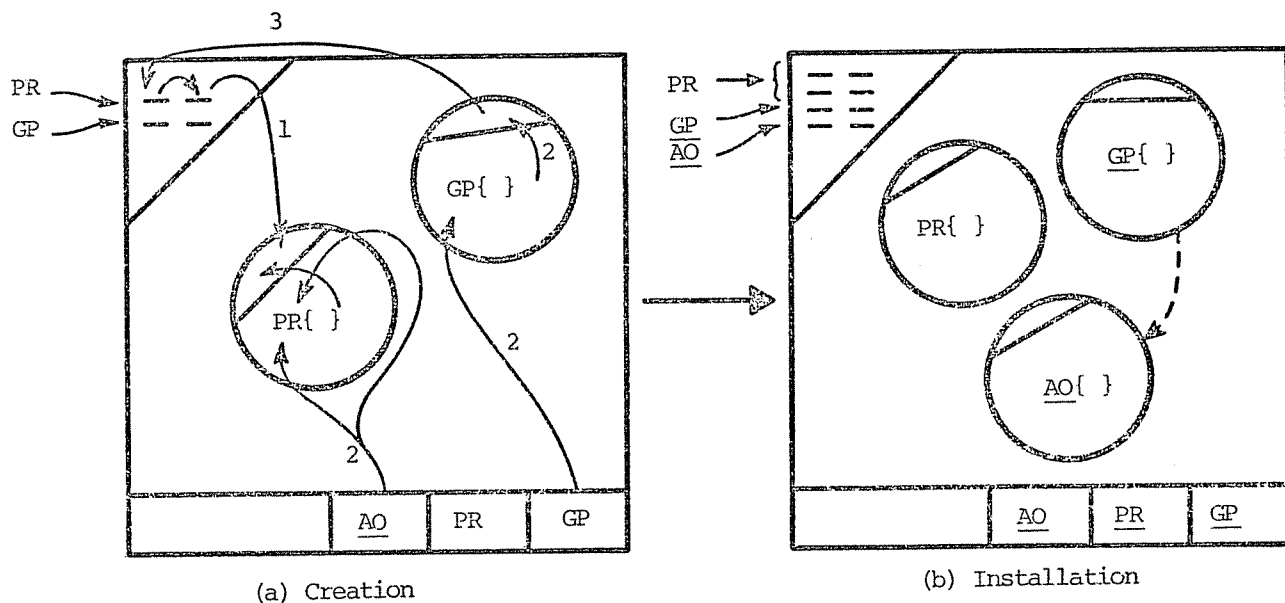 3
PR
GP
1
2
GP{ }
PR{ }
2
2
AO
PR
GP
(a) Creation
PR
GP
AO
GP{ }
PR{ }
AO{ }
AO
PR
GP
(b) Installation